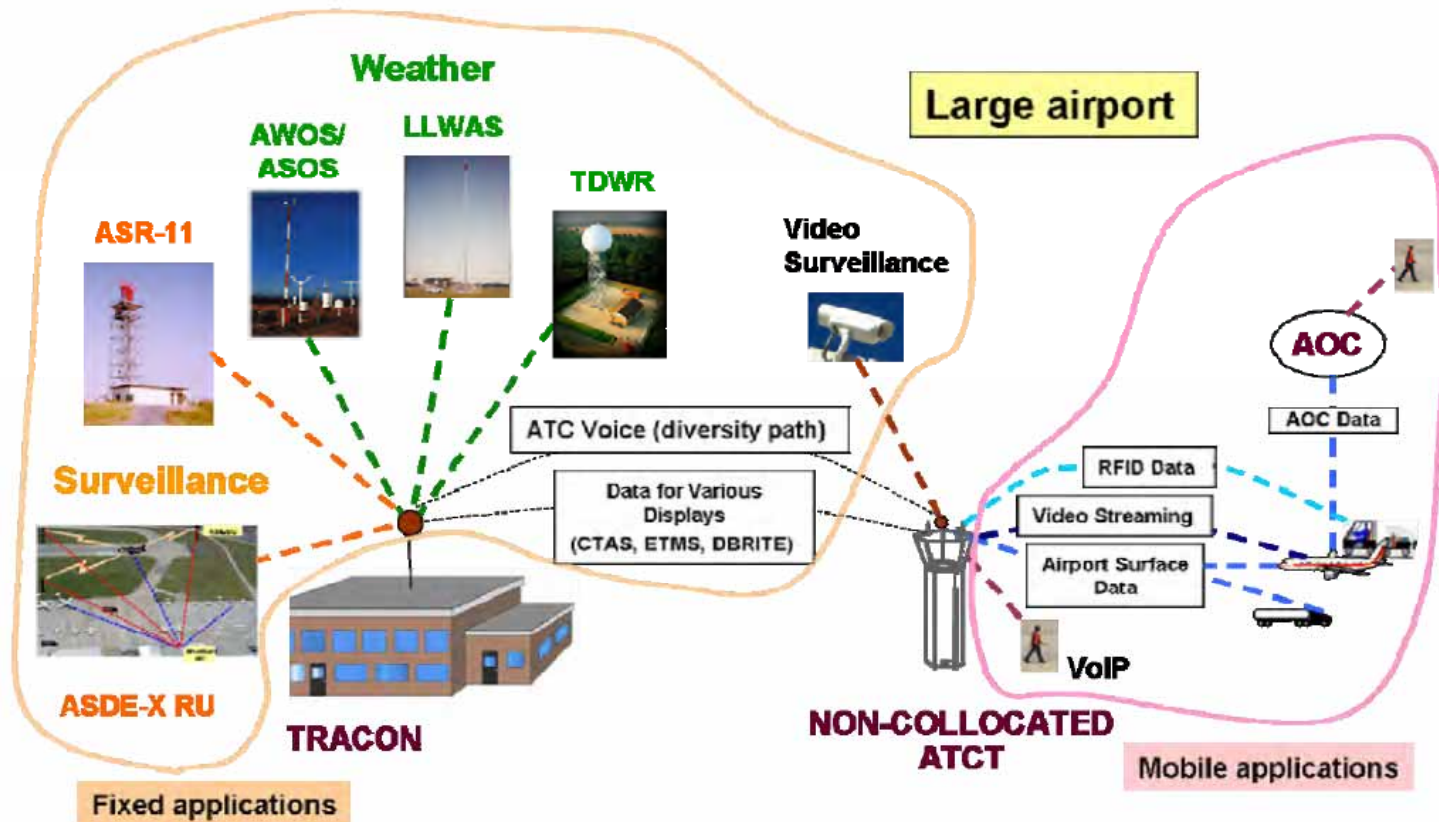 Weather
Large airport
AWOS/
ASOS
LLWAS
TDWR
ASR-11
Video
Surveillance
AOC
AOC Data
ATC Voice (diversity path)
RFID Data
Surveillance
Data for Various
Displays
(CTAS, ETMS, DBRITE)
Video Streaming
Airport Surface
Data
VoIP
ASDE-X RU
TRACON
NON-COLLOCATED
ATCT
Mobile applications
Fixed applications